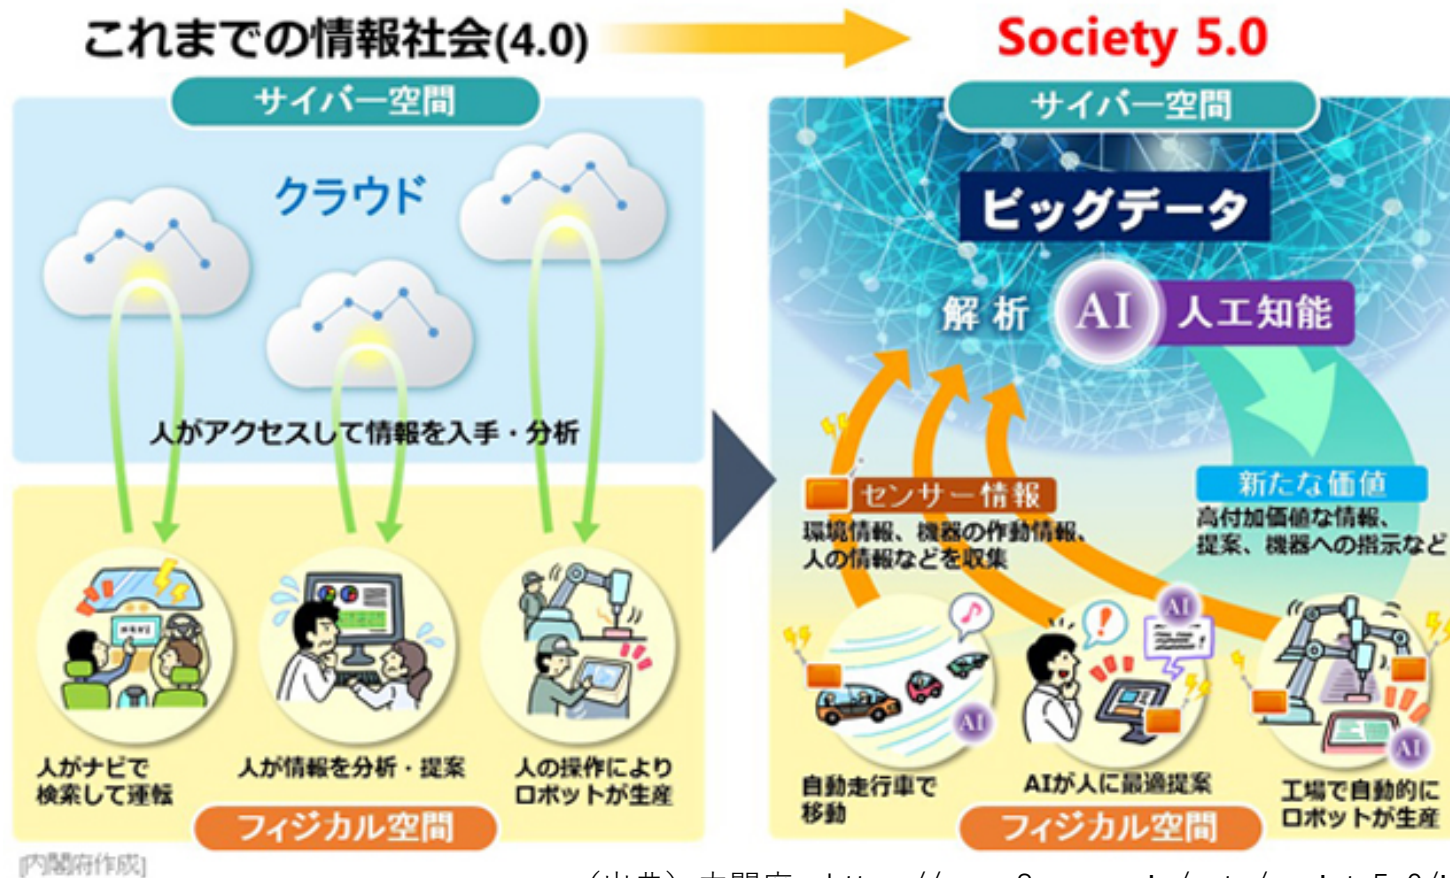 これまでの情報社会(4.0)
Society 5.0
サイバー空間
クラウド
人がアクセスして情報を入手・分析
人がナビで
検索して運転
人が情報を分析・提案
人の操作により
ロボットが生産
フィジカル空間
サイバー空間
ビッグデータ
解析 AI 人工知能
センサー情報
環境情報、機器の作動情報、
人の情報などを収集
新たな価値
高付加価値な情報、
提案、機器への指示など
AI
AI
AI
自動走行車で
移動
AIが人に最適提案
工場で自動的に
ロボットが生産
フィジカル空間
[内閣府作成]